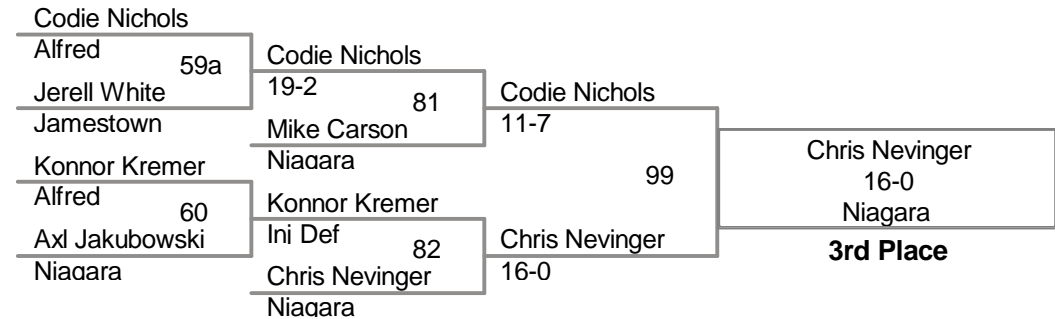 Codie Nichols
Alfred
59a
Jerell White
Jamestown
Konnor Kremer
Alfred
60
Axl Jakubowski
Niagara
Codie Nichols
19-2
81
Mike Carson
Niagara
Konnor Kremer
Ini Def
82
Chris Nevinger
Niagara
Codie Nichols
11-7
99
Chris Nevinger
16-0
Chris Nevinger
16-0
Niagara
3rd Place